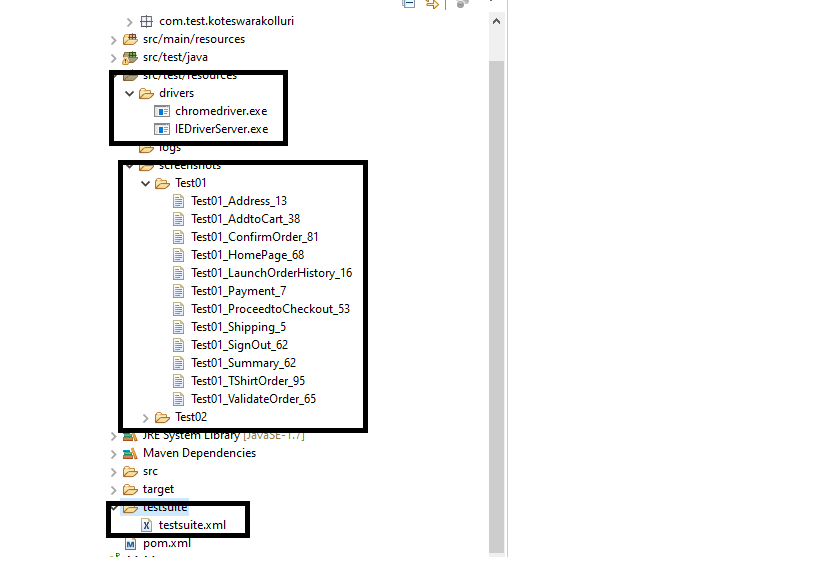 com.test.koteswarakolluri
src/main/resources
src/test/java
src/test/resources
drivers
chromedriver.exe
IEDriverServer.exe
logs
screenshots
Test01
Test01_Address_13
Test01_AddtoCart_38
Test01_ConfirmOrder_81
Test01_HomePage_68
Test01_LaunchOrderHistory_16
Test01_Payment_7
Test01_ProceedtoCheckout_53
Test01_Shipping_5
Test01_SignOut_62
Test01_Summary_62
Test01_TShirtOrder_95
Test01_ValidateOrder_65
Test02
JRE System Library [JavaSE-1.7]
Maven Dependencies
src
target
testsuite
testsuite.xml
pom.xml